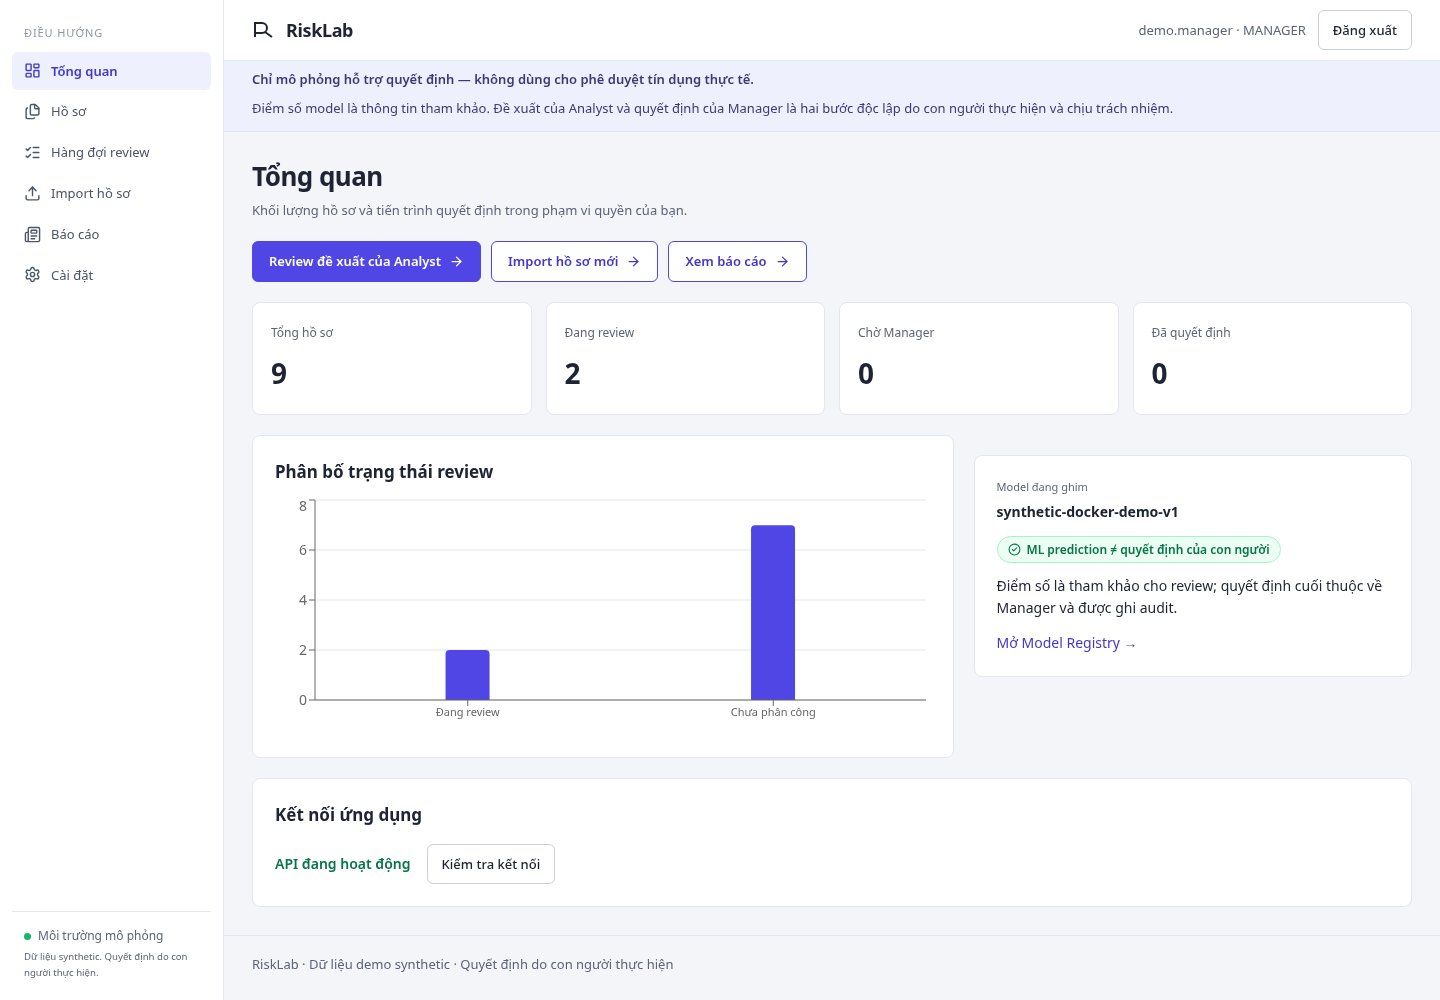 ĐIỀU HƯỚNG
Tổng quan
Hồ sơ
Hàng đợi review
Import hồ sơ
Báo cáo
Cài đặt
Môi trường mô phỏng
Dữ liệu synthetic. Quyết định do con
người thực hiện.
RiskLab
demo.manager · MANAGER
Đăng xuất
Chỉ mô phỏng hỗ trợ quyết định — không dùng cho phê duyệt tín dụng thực tế.
Điểm số model là thông tin tham khảo. Đề xuất của Analyst và quyết định của Manager là hai bước độc lập do con người thực hiện và chịu trách nhiệm.
Tổng quan
Khối lượng hồ sơ và tiến trình quyết định trong phạm vi quyền của bạn.
Review đề xuất của Analyst →
Import hồ sơ mới →
Xem báo cáo →
Tổng hồ sơ
9
Đang review
2
Chờ Manager
0
Đã quyết định
0
Phân bố trạng thái review
8
6
4
2
0
Đang review
Chưa phân công
Model đang ghim
synthetic-docker-demo-v1
ML prediction ≠ quyết định của con người
Điểm số là tham khảo cho review; quyết định cuối thuộc về
Manager và được ghi audit.
Mở Model Registry →
Kết nối ứng dụng
API đang hoạt động
Kiểm tra kết nối
RiskLab · Dữ liệu demo synthetic · Quyết định do con người thực hiện